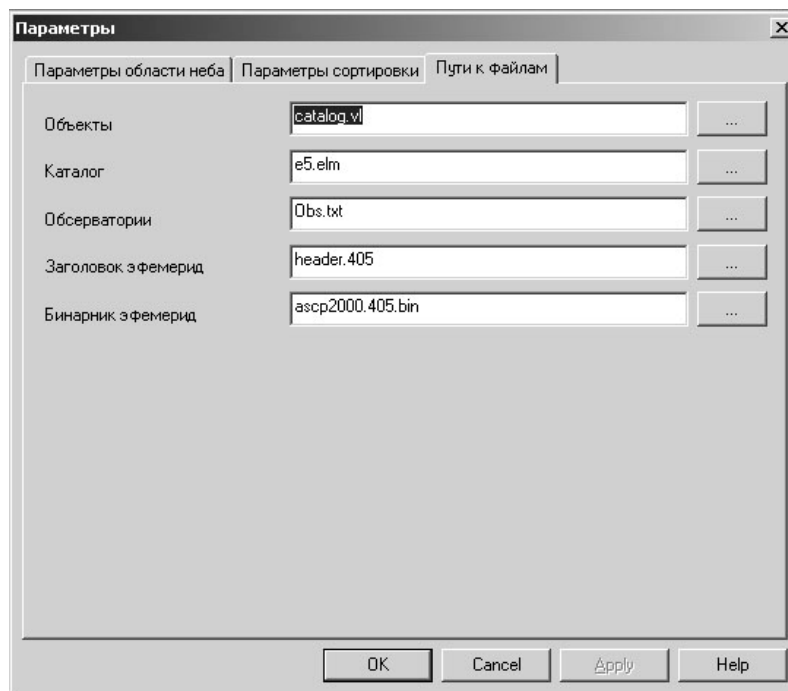 Параметры
Параметры области неба Параметры сортировки Пути к файлам
Объекты catalog.vl ...
Каталог e5.elm ...
Обсерватории Obs.txt ...
Заголовок эфемерид header.405 ...
Бинарник эфемерид ascp2000.405.bin ...
OK Cancel Apply Help